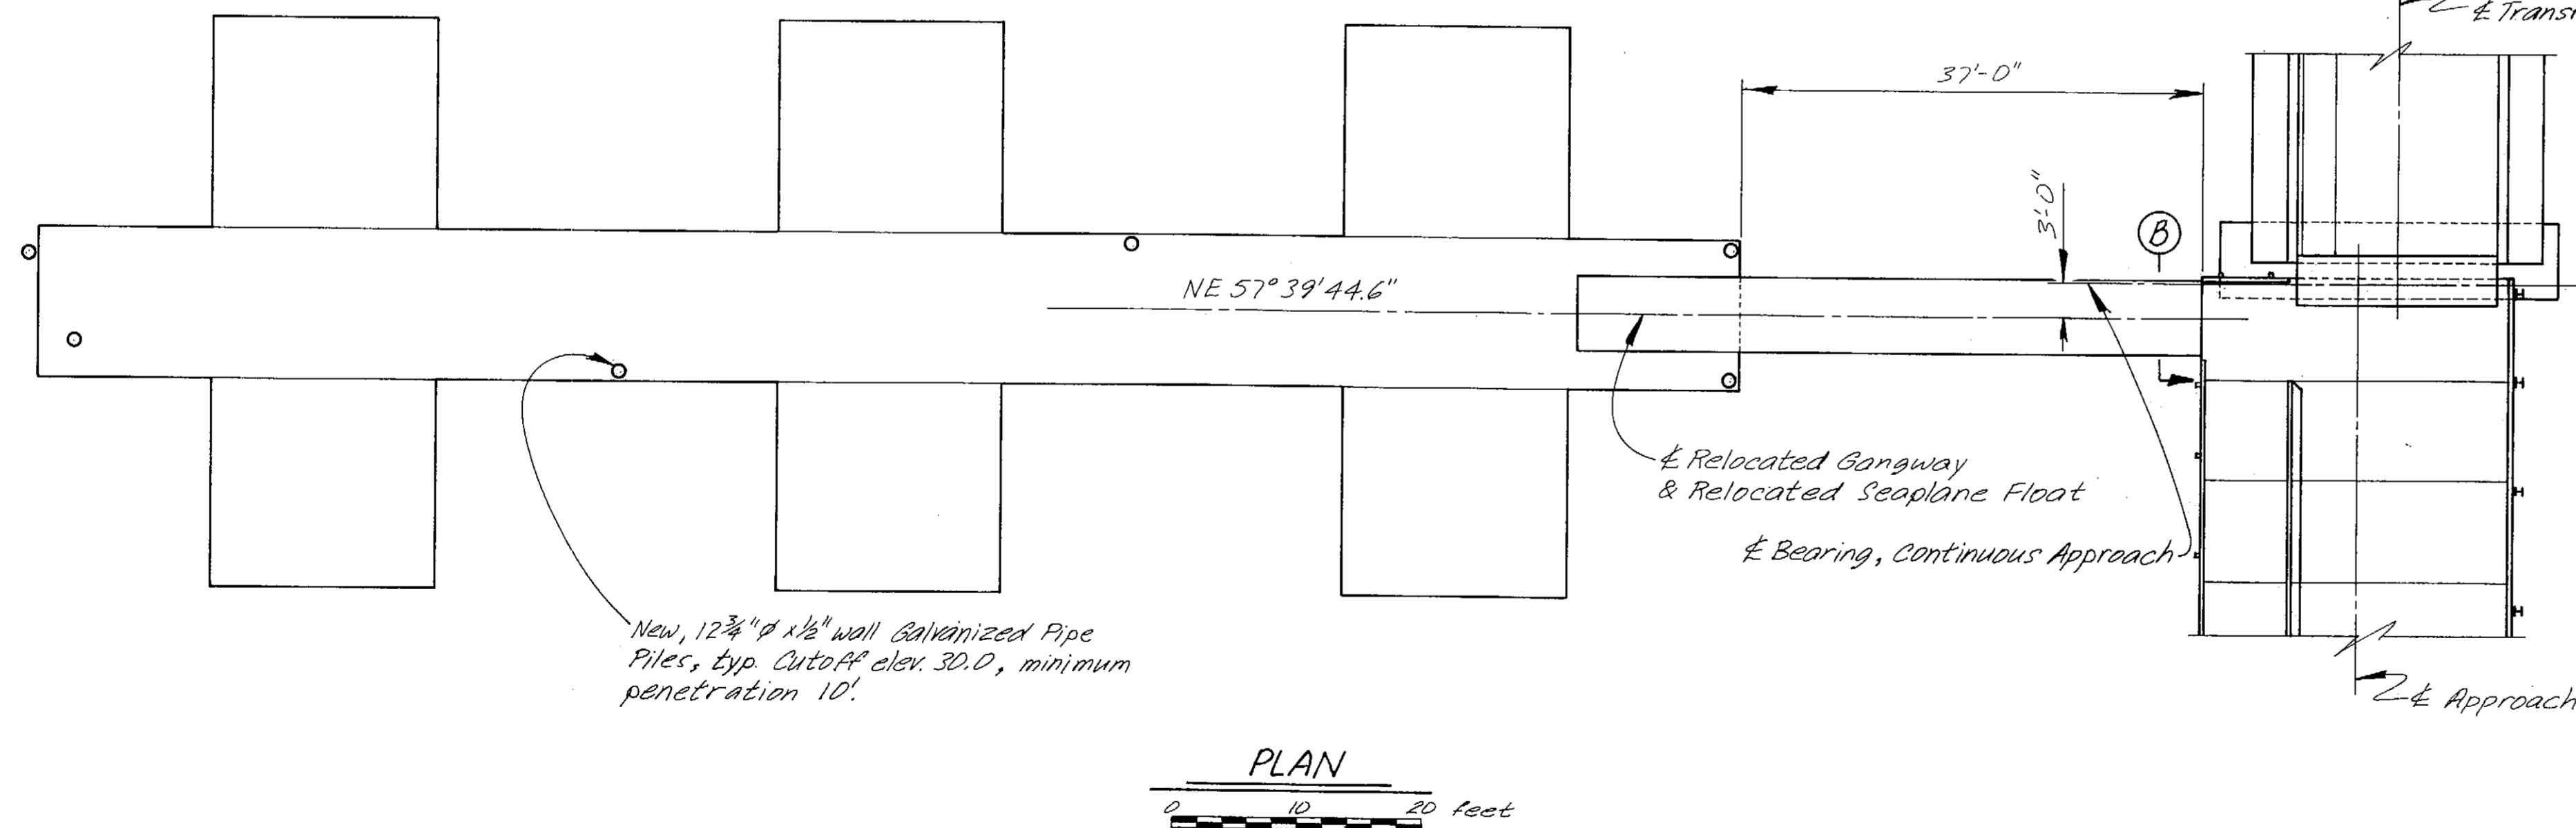 ℄ Trans
37'-0"
3'-0"
B
NE 57° 39' 44.6"
℄ Relocated Gangway
& Relocated Seaplane Float
℄ Bearing, Continuous Approach
New, 12¾"ø x ½" wall Galvanized Pipe
Piles, typ. Cutoff elev. 30.0, minimum
penetration 10'.
℄ Approach
PLAN
0 10 20 feet